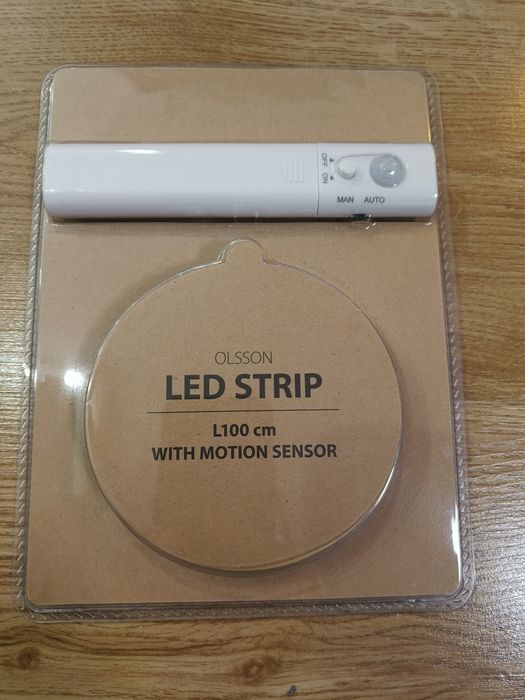 OFF ON
MAN AUTO
OLSSON
LED STRIP
L100 cm
WITH MOTION SENSOR